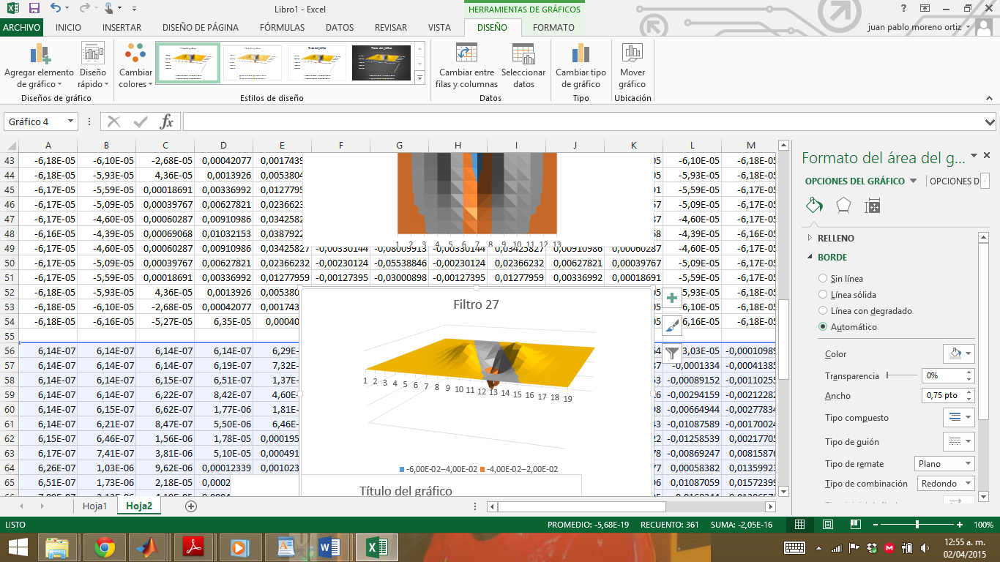 Libro1 - Excel
HERRAMIENTAS DE GRÁFICOS
ARCHIVO INICIO INSERTAR DISEÑO DE PÁGINA FÓRMULAS DATOS REVISAR VISTA DISEÑO FORMATO juan pablo moreno ortiz
Agregar elemento de gráfico
Diseño rápido
Cambiar colores
Cambiar entre filas y columnas
Seleccionar datos
Cambiar tipo de gráfico
Mover gráfico
Diseños de gráfico Estilos de diseño Datos Tipo Ubicación
Gráfico 4
fx
A B C D E F G H I J K L M
43 -6,18E-05 -6,10E-05 -2,68E-05 0,00042077 0,001743 05 -6,10E-05 -6,18E-05
44 -6,18E-05 -5,93E-05 4,36E-05 0,0013926 0,005380 05 -5,93E-05 -6,18E-05
45 -6,17E-05 -5,59E-05 0,00018691 0,00336992 0,012779 91 -5,59E-05 -6,17E-05
46 -6,17E-05 -5,09E-05 0,00039767 0,00627821 0,023662 67 -5,09E-05 -6,17E-05
47 -6,17E-05 -4,60E-05 0,00060287 0,00910986 0,034258 87 -4,60E-05 -6,17E-05
48 -6,16E-05 -4,39E-05 0,00069068 0,01032153 0,038792 68 -4,39E-05 -6,16E-05
1 2 3 4 5 6 7 8 9 10 11 12 13
49 -6,17E-05 -4,60E-05 0,00060287 0,00910986 0,03425827 -0,00330144 -0,08009913 -0,00330144 0,03425827 0,00910986 0,00060287 -4,60E-05 -6,17E-05
50 -6,17E-05 -5,09E-05 0,00039767 0,00627821 0,02366232 -0,00230124 -0,05538846 -0,00230124 0,02366232 0,00627821 0,00039767 -5,09E-05 -6,17E-05
51 -6,17E-05 -5,59E-05 0,00018691 0,00336992 0,01277959 -0,00127395 -0,03000898 -0,00127395 0,01277959 0,00336992 0,00018691 -5,59E-05 -6,17E-05
52 -6,18E-05 -5,93E-05 4,36E-05 0,0013926 0,00538 05 -5,93E-05 -6,18E-05
53 -6,18E-05 -6,10E-05 -2,68E-05 0,00042077 0,00174 05 -6,10E-05 -6,18E-05
54 -6,18E-05 -6,16E-05 -5,27E-05 6,35E-05 0,00040 05 -6,16E-05 -6,18E-05
55
56 6,14E-07 6,14E-07 6,14E-07 6,14E-07 6,29E- 64 3,03E-05 -0,00010989
57 6,14E-07 6,14E-07 6,14E-07 6,19E-07 7,32E- 87 -0,0001334 -0,00041385
58 6,14E-07 6,14E-07 6,15E-07 6,51E-07 1,37E- 53 -0,00089152 -0,00110255
59 6,14E-07 6,14E-07 6,22E-07 8,42E-07 4,60E- 26 -0,00294159 -0,00212282
60 6,14E-07 6,15E-07 6,62E-07 1,77E-06 1,81E- 98 -0,00664944 -0,00277834
61 6,14E-07 6,21E-07 8,47E-07 5,50E-06 6,46E- 43 -0,01087589 -0,00170024
62 6,15E-07 6,46E-07 1,56E-06 1,78E-05 0,000195 22 -0,01258539 0,00217705
63 6,17E-07 7,41E-07 3,81E-06 5,10E-05 0,000491 78 -0,00869247 0,00815876
64 6,26E-07 1,03E-06 9,62E-06 0,00012339 0,001023 77 0,00058382 0,01359923
65 6,51E-07 1,73E-06 2,18E-05 0,0002 06 0,01087059 0,01572399
Filtro 27
1 2 3 4 5 6 7 8 9 10 11 12 13 14 15 16 17 18 19
-6,00E-02--4,00E-02 -4,00E-02--2,00E-02
Título del gráfico
Formato del área del g...
OPCIONES DEL GRÁFICO OPCIONES D
RELLENO
BORDE
Sin línea
Línea sólida
Línea con degradado
Automático
Color
Transparencia 0%
Ancho 0,75 pto
Tipo compuesto
Tipo de guión
Tipo de remate Plano
Tipo de combinación Redondo
Hoja1 Hoja2
LISTO PROMEDIO: -5,68E-19 RECUENTO: 361 SUMA: -2,05E-16 100%
12:55 a. m.
02/04/2015